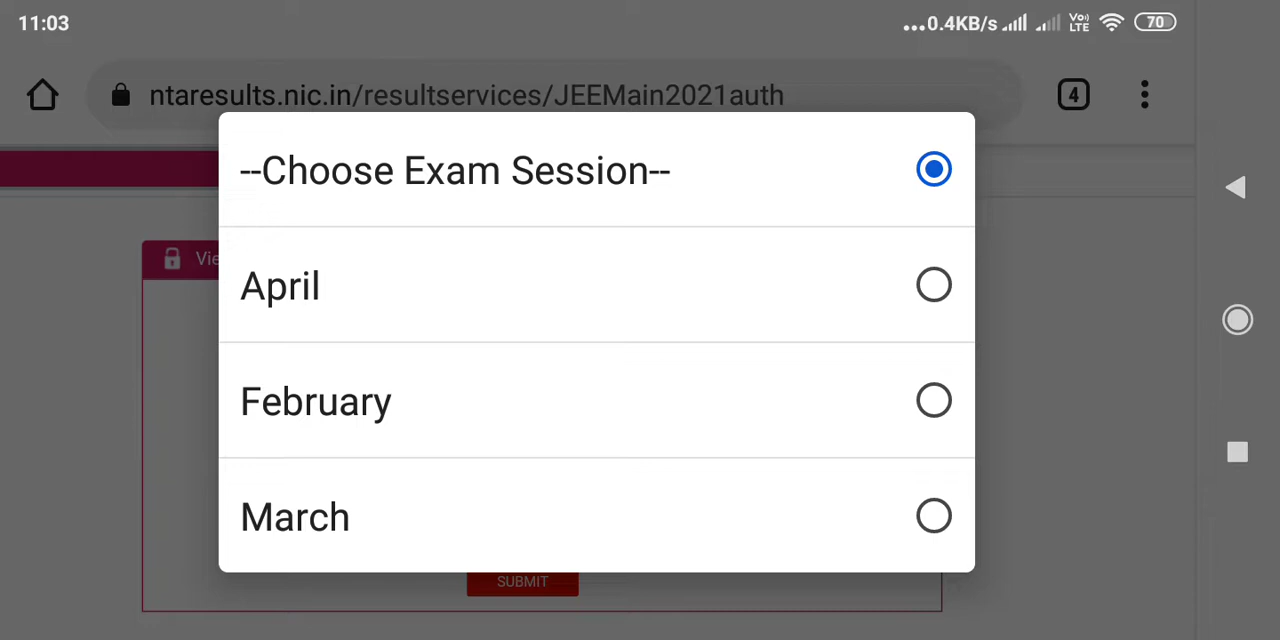 11:03
...0.4KB/s Vo) LTE 70
ntaresults.nic.in/resultservices/JEEMain2021auth
4
--Choose Exam Session--
Vie
April
February
March
SUBMIT